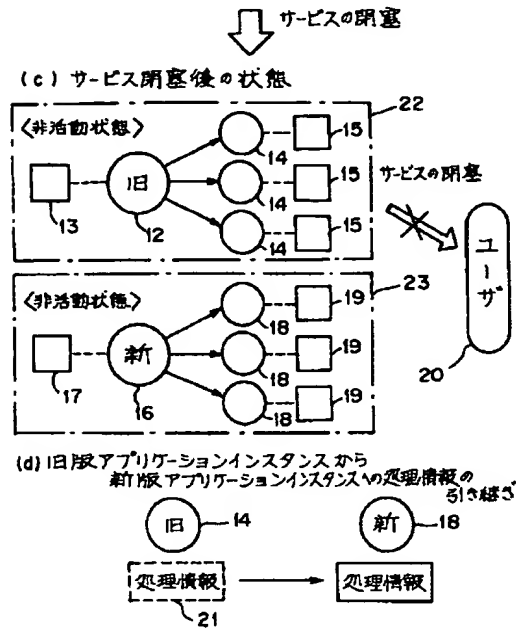 サービスの閉塞
(c) サービス閉塞後の状態
22
<非活動状態>
15
14
旧
15
サービスの閉塞
14
13
12
15
14
ユーザ
23
<非活動状態>
19
18
新
19
20
18
17
16
19
18
(d) 旧版アプリケーションインスタンスから
新版アプリケーションインスタンスへの処理情報の
引き継ぎ
旧 14 新 18
処理情報 処理情報
21